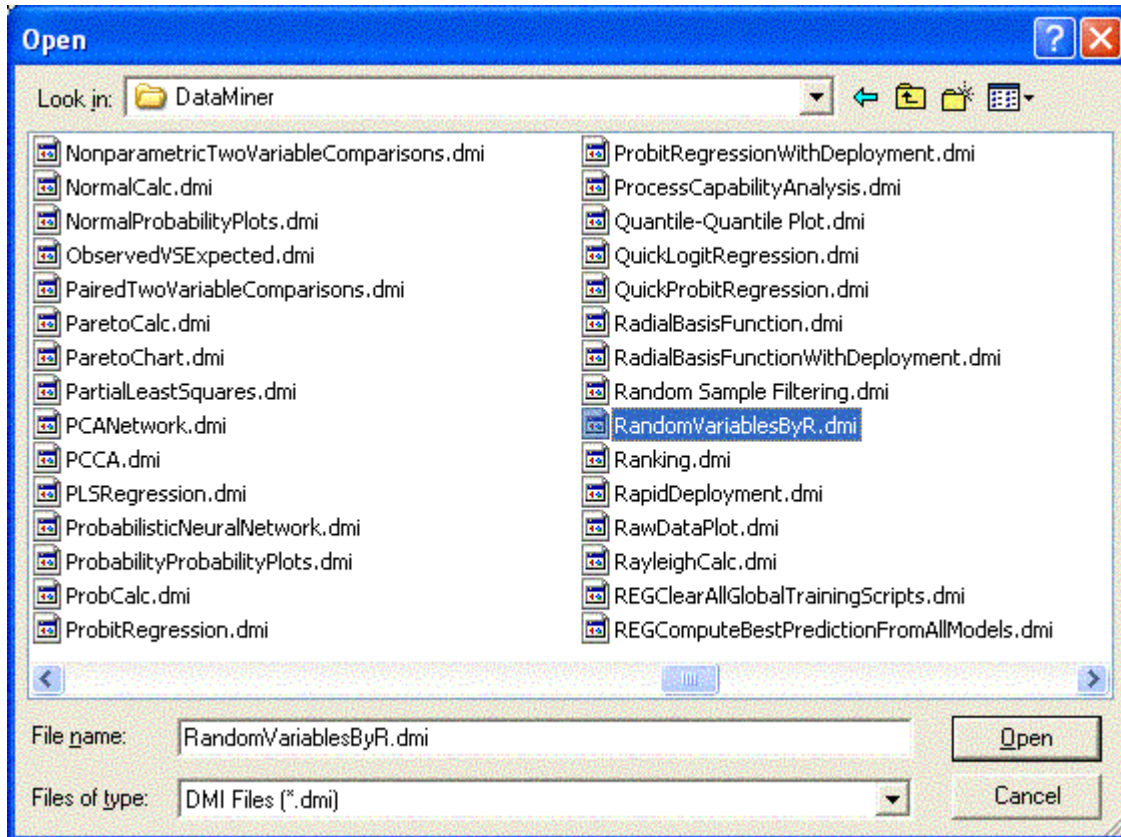 Open
Look in: DataMiner
NonparametricTwoVariableComparisons.dmi
NormalCalc.dmi
NormalProbabilityPlots.dmi
ObservedVSExpected.dmi
PairedTwoVariableComparisons.dmi
ParetoCalc.dmi
ParetoChart.dmi
PartialLeastSquares.dmi
PCANetwork.dmi
PCCA.dmi
PLSRegression.dmi
ProbabilisticNeuralNetwork.dmi
ProbabilityProbabilityPlots.dmi
ProbCalc.dmi
ProbitRegression.dmi
ProbitRegressionWithDeployment.dmi
ProcessCapabilityAnalysis.dmi
Quantile-Quantile Plot.dmi
QuickLogitRegression.dmi
QuickProbitRegression.dmi
RadialBasisFunction.dmi
RadialBasisFunctionWithDeployment.dmi
Random Sample Filtering.dmi
RandomVariablesByR.dmi
Ranking.dmi
RapidDeployment.dmi
RawDataPlot.dmi
RayleighCalc.dmi
REGClearAllGlobalTrainingScripts.dmi
REGComputeBestPredictionFromAllModels.dmi
File name: RandomVariablesByR.dmi Open
Files of type: DMI Files (*.dmi) Cancel